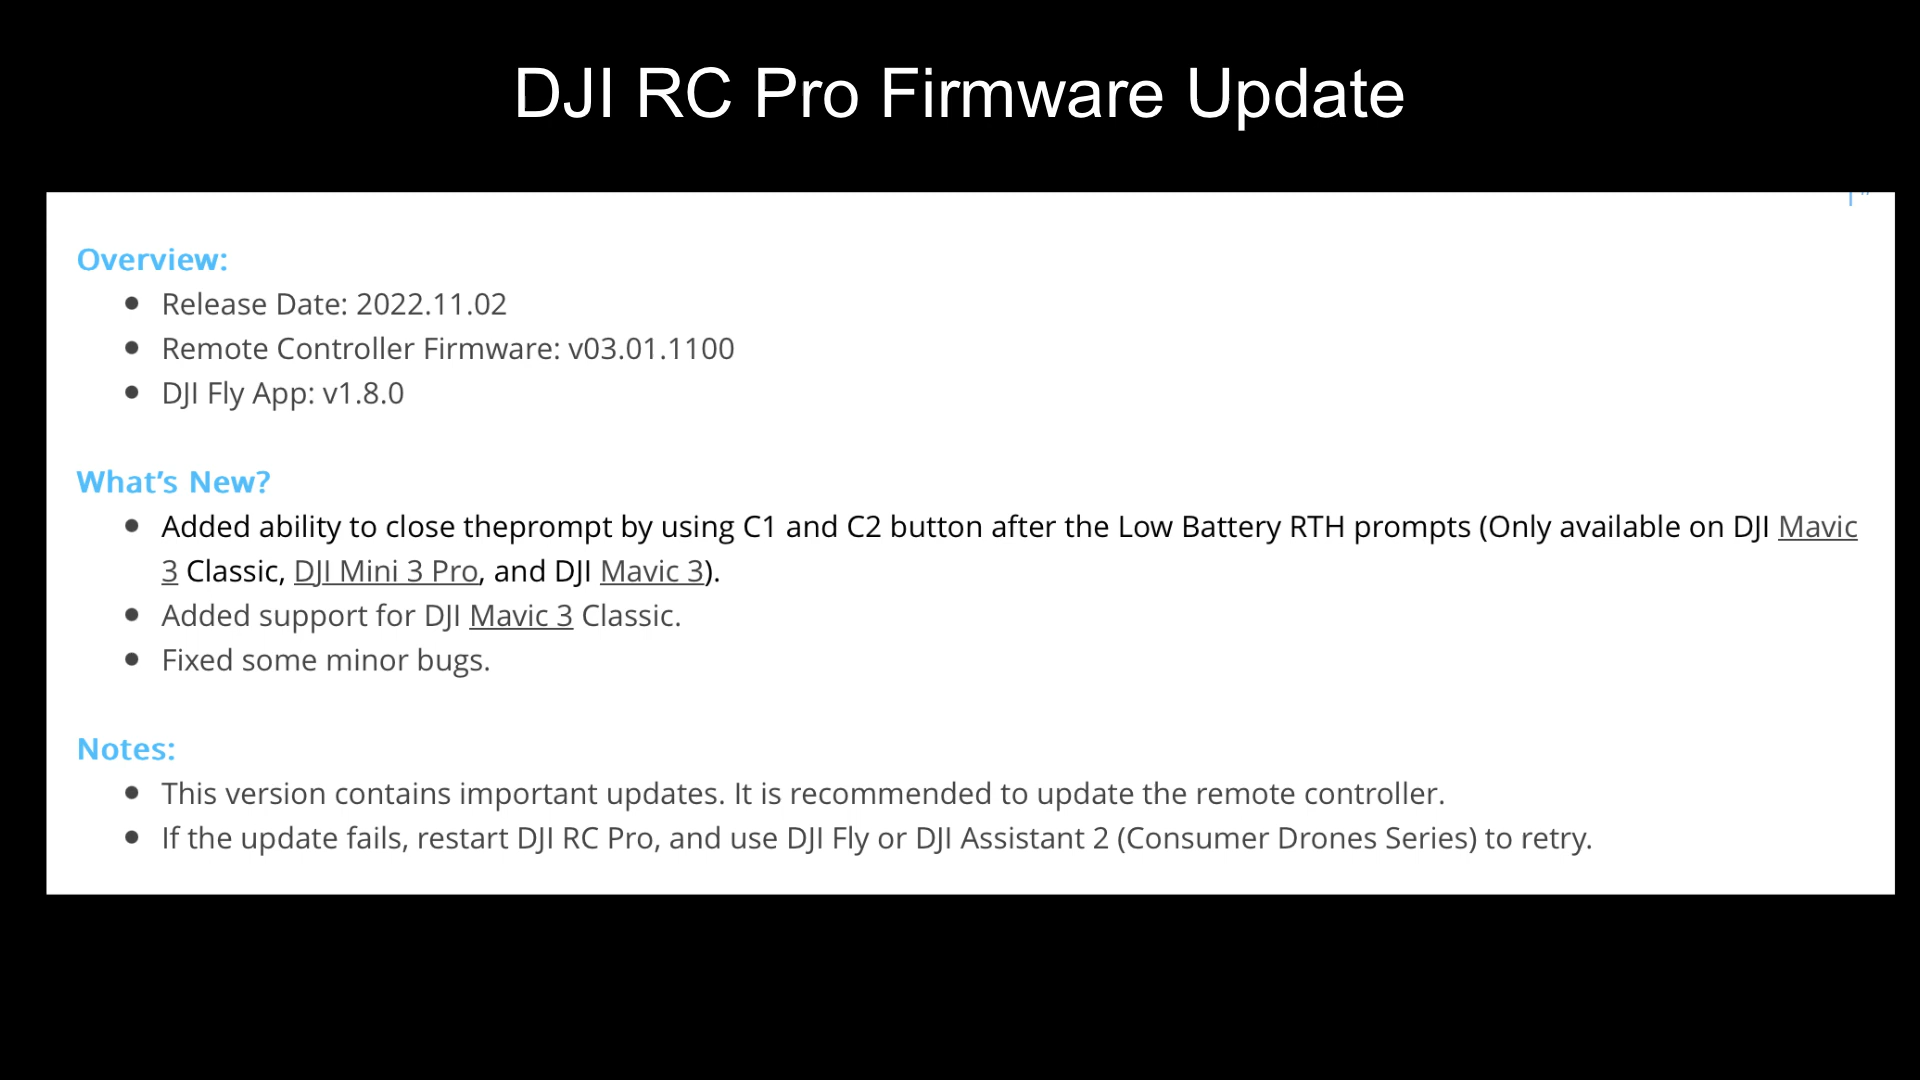 DJI RC Pro Firmware Update
Overview:
Release Date: 2022.11.02
Remote Controller Firmware: v03.01.1100
DJI Fly App: v1.8.0
What’s New?
Added ability to close theprompt by using C1 and C2 button after the Low Battery RTH prompts (Only available on DJI Mavic
3 Classic, DJI Mini 3 Pro, and DJI Mavic 3).
Added support for DJI Mavic 3 Classic.
Fixed some minor bugs.
Notes:
This version contains important updates. It is recommended to update the remote controller.
If the update fails, restart DJI RC Pro, and use DJI Fly or DJI Assistant 2 (Consumer Drones Series) to retry.